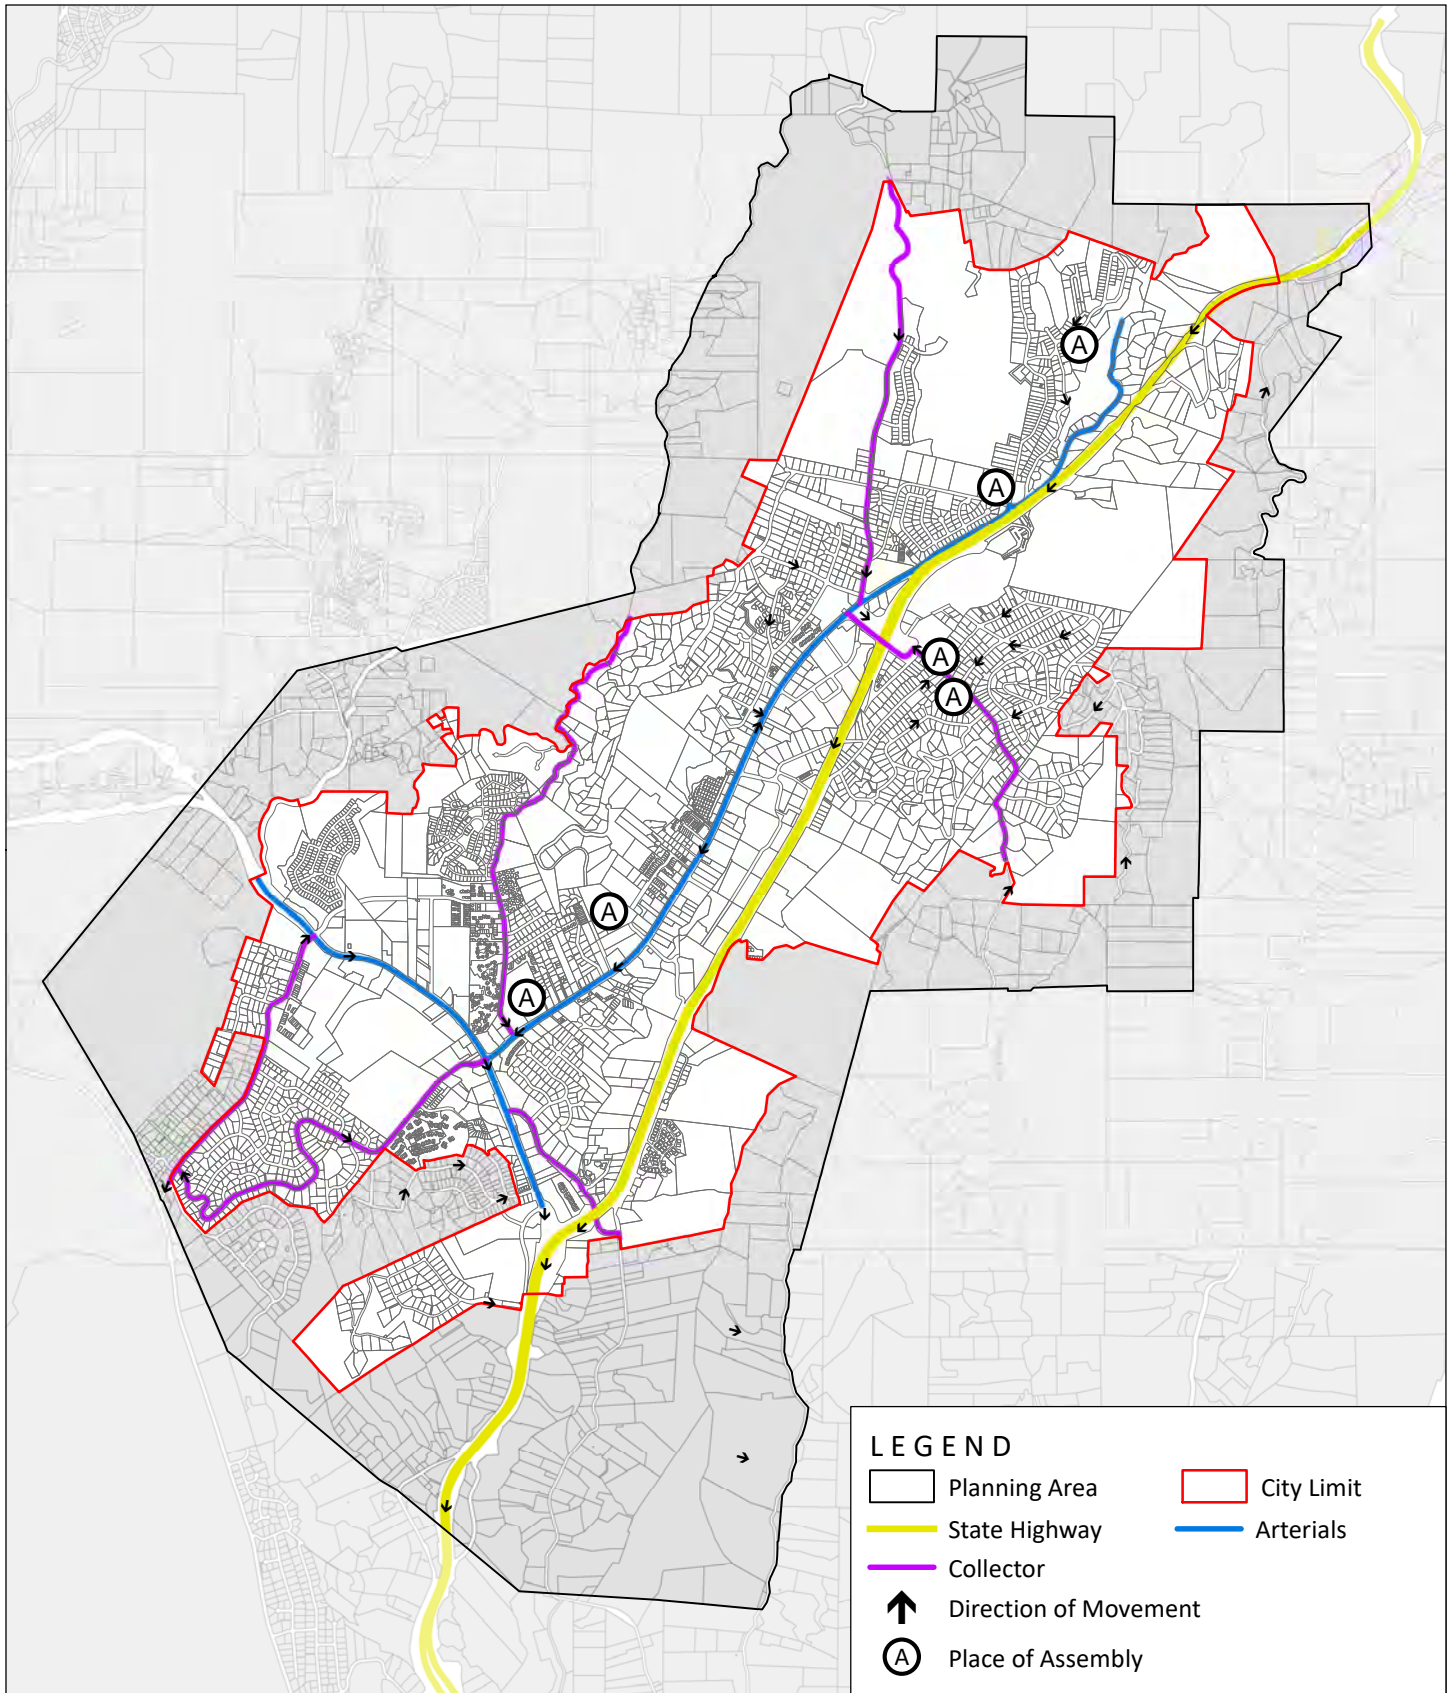 A
A
A
A
A
A
LEGEND
Planning Area
City Limit
State Highway
Arterials
Collector
Direction of Movement
A Place of Assembly